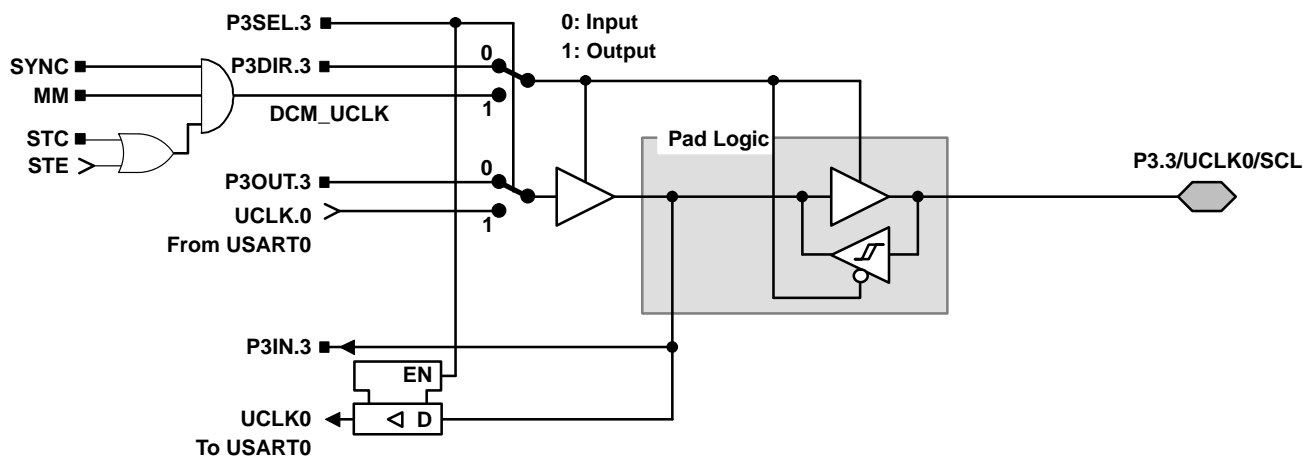 P3SEL.3
0: Input
1: Output
SYNC
P3DIR.3
0
MM
DCM_UCLK
1
STC
STE
Pad Logic
P3.3/UCLK0/SCL
P3OUT.3
0
UCLK.0
1
From USART0
P3IN.3
EN
UCLK0
D
To USART0